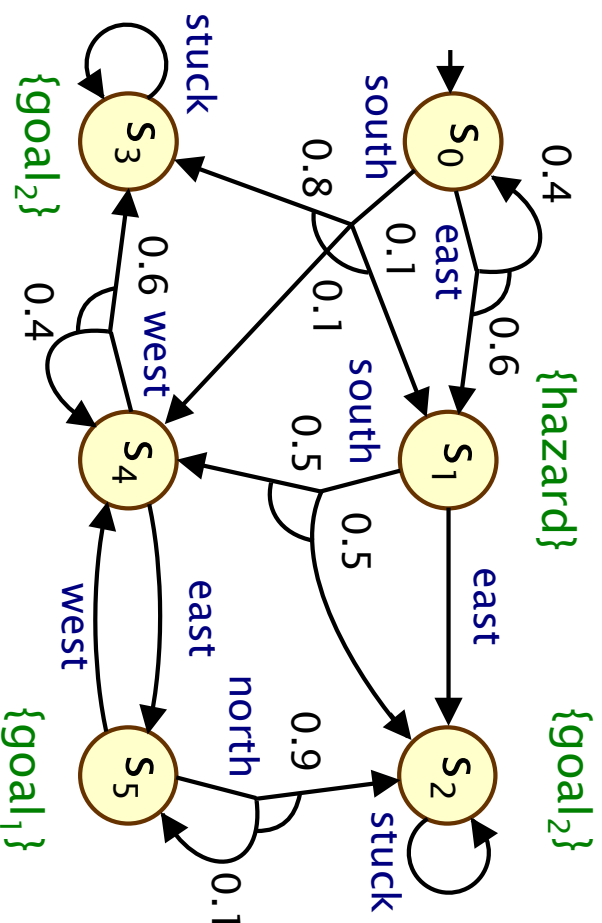 0.4
{hazard}
{goal₂}
s₀
east
0.6
s₁
east
s₂
south
0.1
south
0.5
stuck
0.8
0.1
0.5
0.9
north
0.1
stuck
0.6
west
east
s₃
s₄
s₅
{goal₂}
0.4
west
{goal₁}